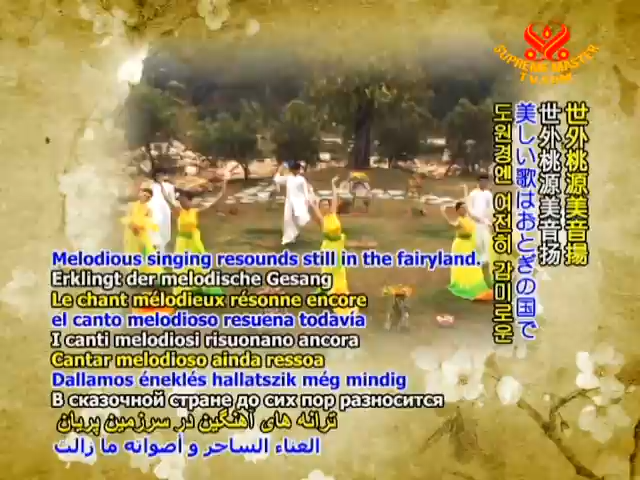 SUPREME MASTER
世外桃源美音揚
世外桃源美音扬
美しい歌はおとぎの国で
도원경엔 여전히 감미로운
Melodious singing resounds still in the fairyland.
Erklingt der melodische Gesang
Le chant mélodieux résonne encore
el canto melodioso resuena todavía
I canti melodiosi risuonano ancora
Cantar melodioso ainda ressoa
Dallamos éneklés hallatszik még mindig
В сказочной стране до сих пор разносится
ترانه های آهنگین در سرزمین پریان
الغناء الساحر و أصواته ما زالت